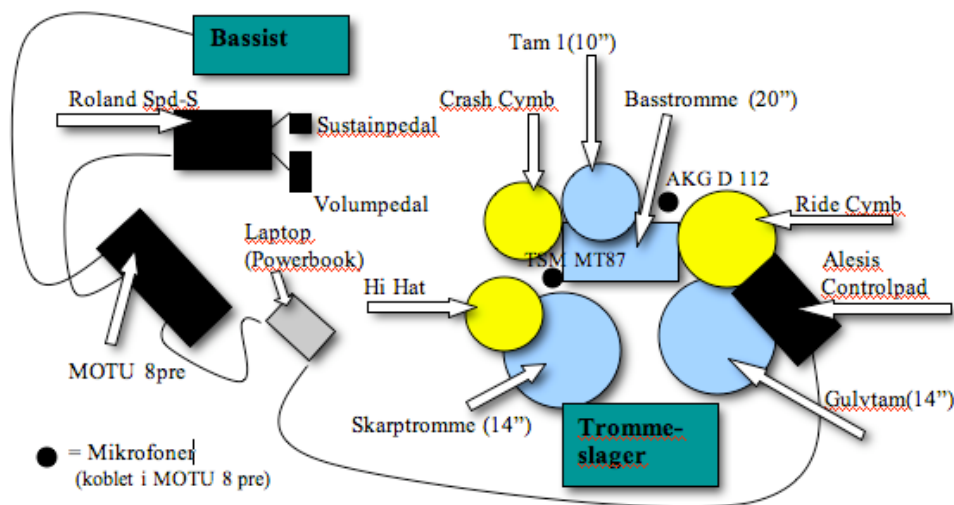 Bassist
Tam 1(10”)
Roland Spd-S
Crash Cymb
Basstromme (20”)
Sustainpedal
AKG D 112
Volumpedal
Ride Cymb
Laptop
(Powerbook)
TSM MT87
Alesis
Controlpad
Hi Hat
MOTU 8pre
Skarptromme (14”)
Gulvtam(14”)
Tromme-
slager
= Mikrofoner
(koblet i MOTU 8 pre)